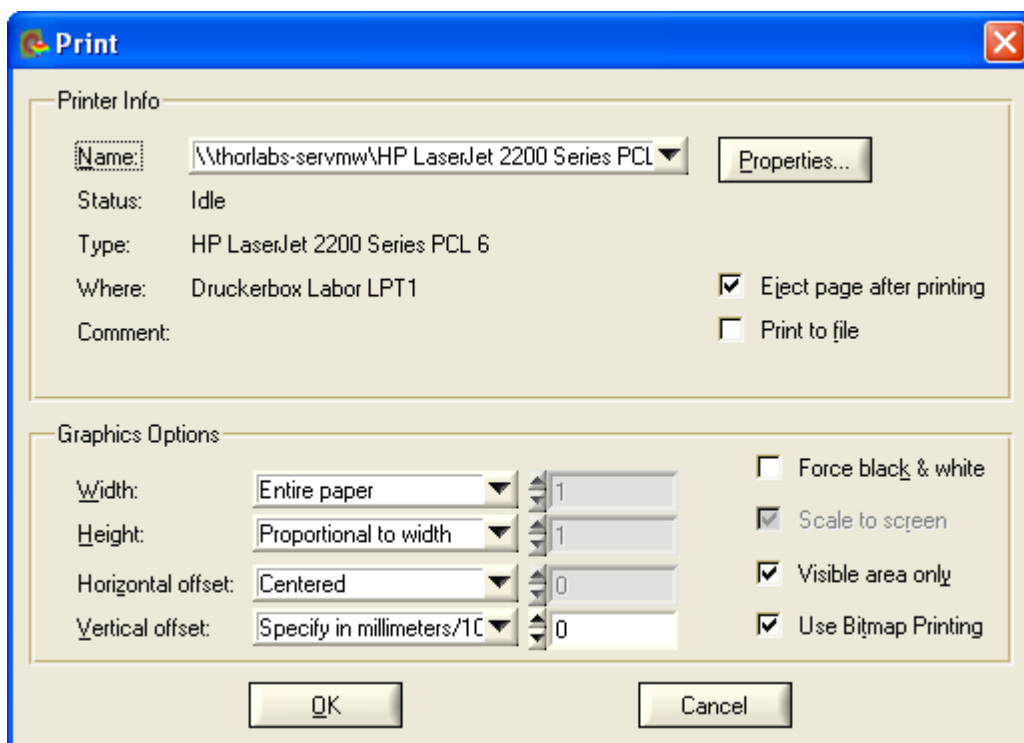 Print
Printer Info
Name: \\thorlabs-servmw\HP LaserJet 2200 Series PCL Properties...
Status: Idle
Type: HP LaserJet 2200 Series PCL 6
Where: Druckerbox Labor LPT1 Eject page after printing
Comment: Print to file
Graphics Options
Force black & white
Width: Entire paper 1
Scale to screen
Height: Proportional to width 1
Visible area only
Horizontal offset: Centered 0
Vertical offset: Specify in millimeters/10 0 Use Bitmap Printing
OK Cancel